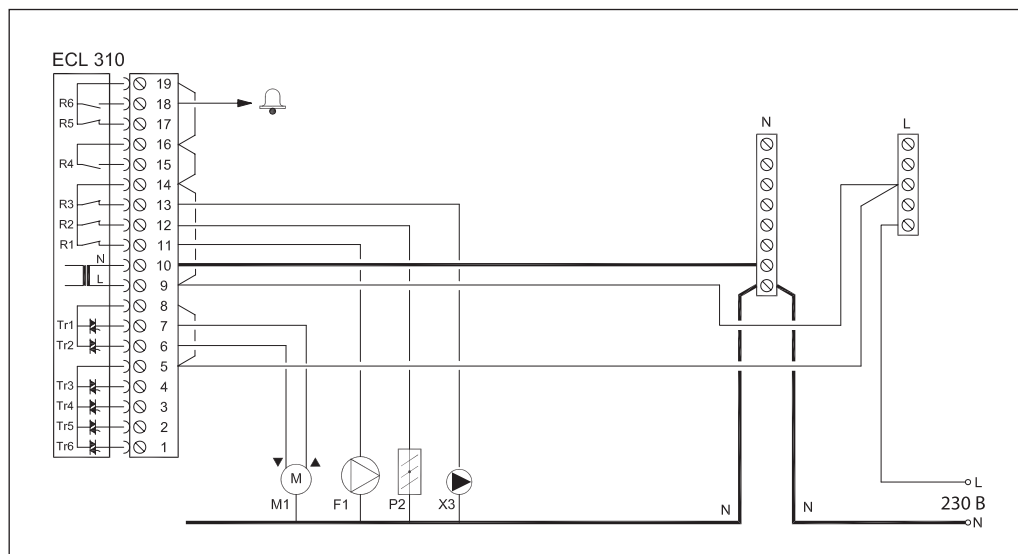 ECL 310
19
R6 18
R5 17
16
R4 15
14
R3 13
R2 12
R1 11
N 10
L 9
8
Tr1 7
Tr2 6
5
Tr3 4
Tr4 3
Tr5 2
Tr6 1
N
L
M
M1 F1 P2 X3
N N
L
230 В
N